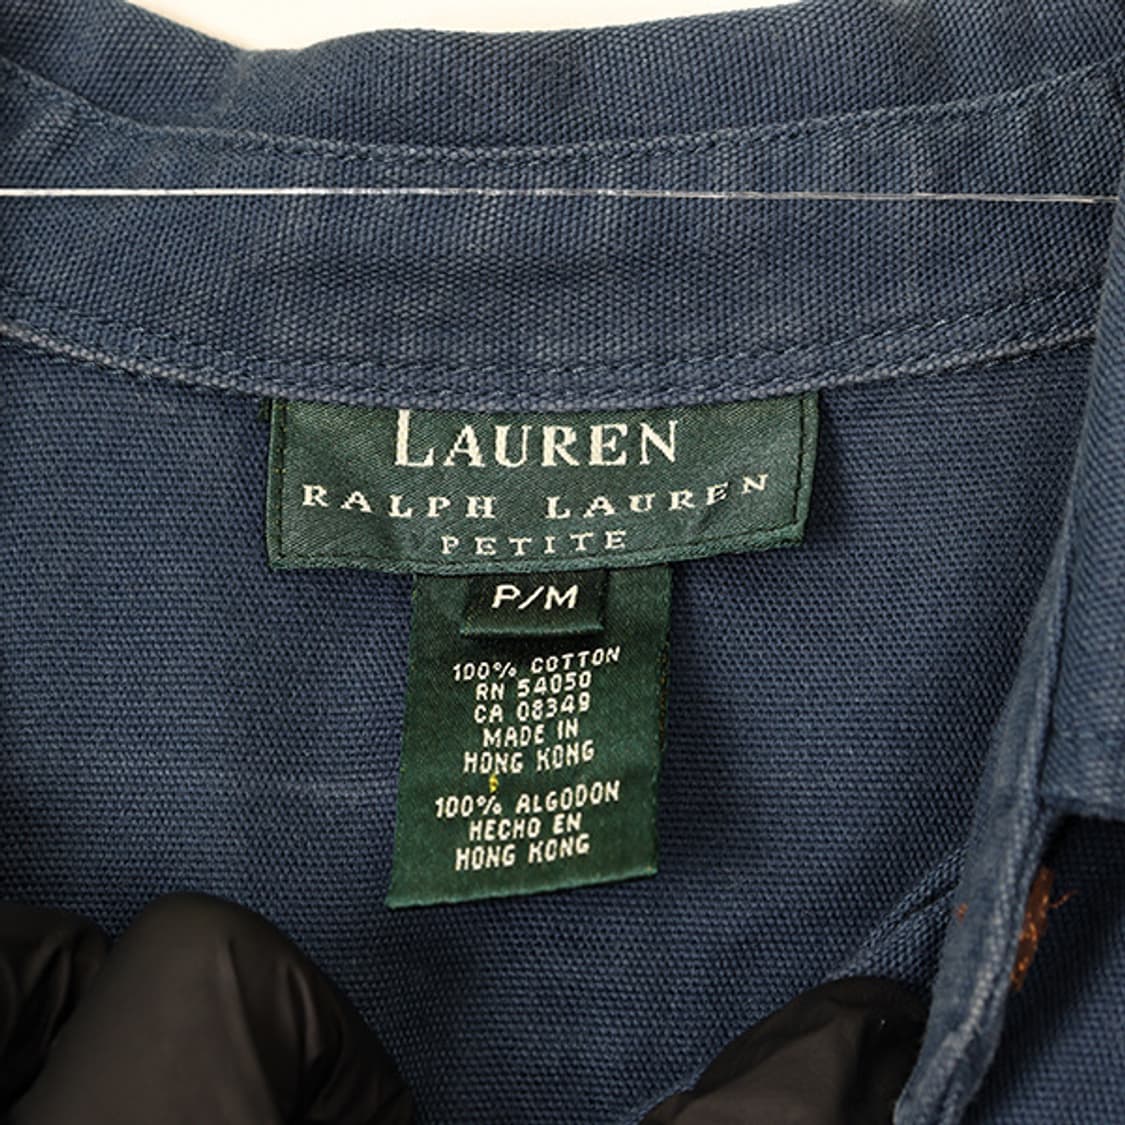 LAUREN
RALPH LAUREN
PETITE
P/M
100% COTTON
RN 54050
CA 08349
MADE IN
HONG KONG
100% ALGODON
HECHO EN
HONG KONG